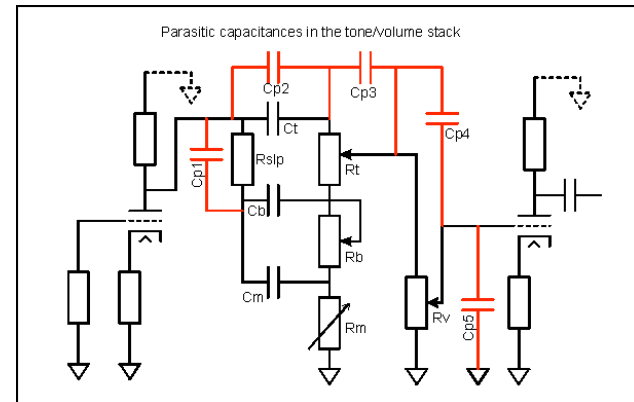 Parasitic capacitances in the tone/volume stack
Cp2
Cp3
Ct
Cp4
Cp1
Rslp
Rt
Cb
Rb
Cm
Rv
Cp5
Rm